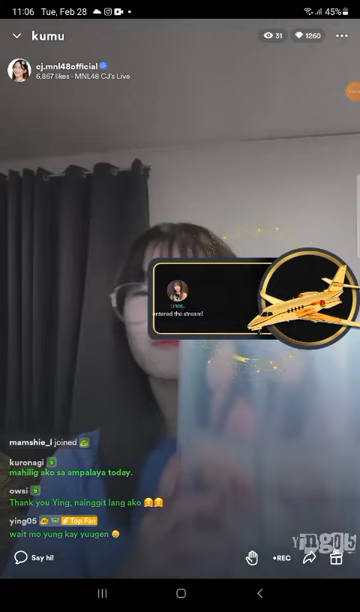 11:06 Tue, Feb 28
45%
kumu
31
1260
cj.mnl48official
6,867 likes · MNL48 CJ's Live
entered the stream!
mamshie_l joined
kuronagi
mahilig ako sa ampalaya today.
owsi
Thank you Ying, nainggit lang ako 🤗🤗
ying05 Top Fan
wait mo yung kay yuugen 😄
Say hi!
•REC